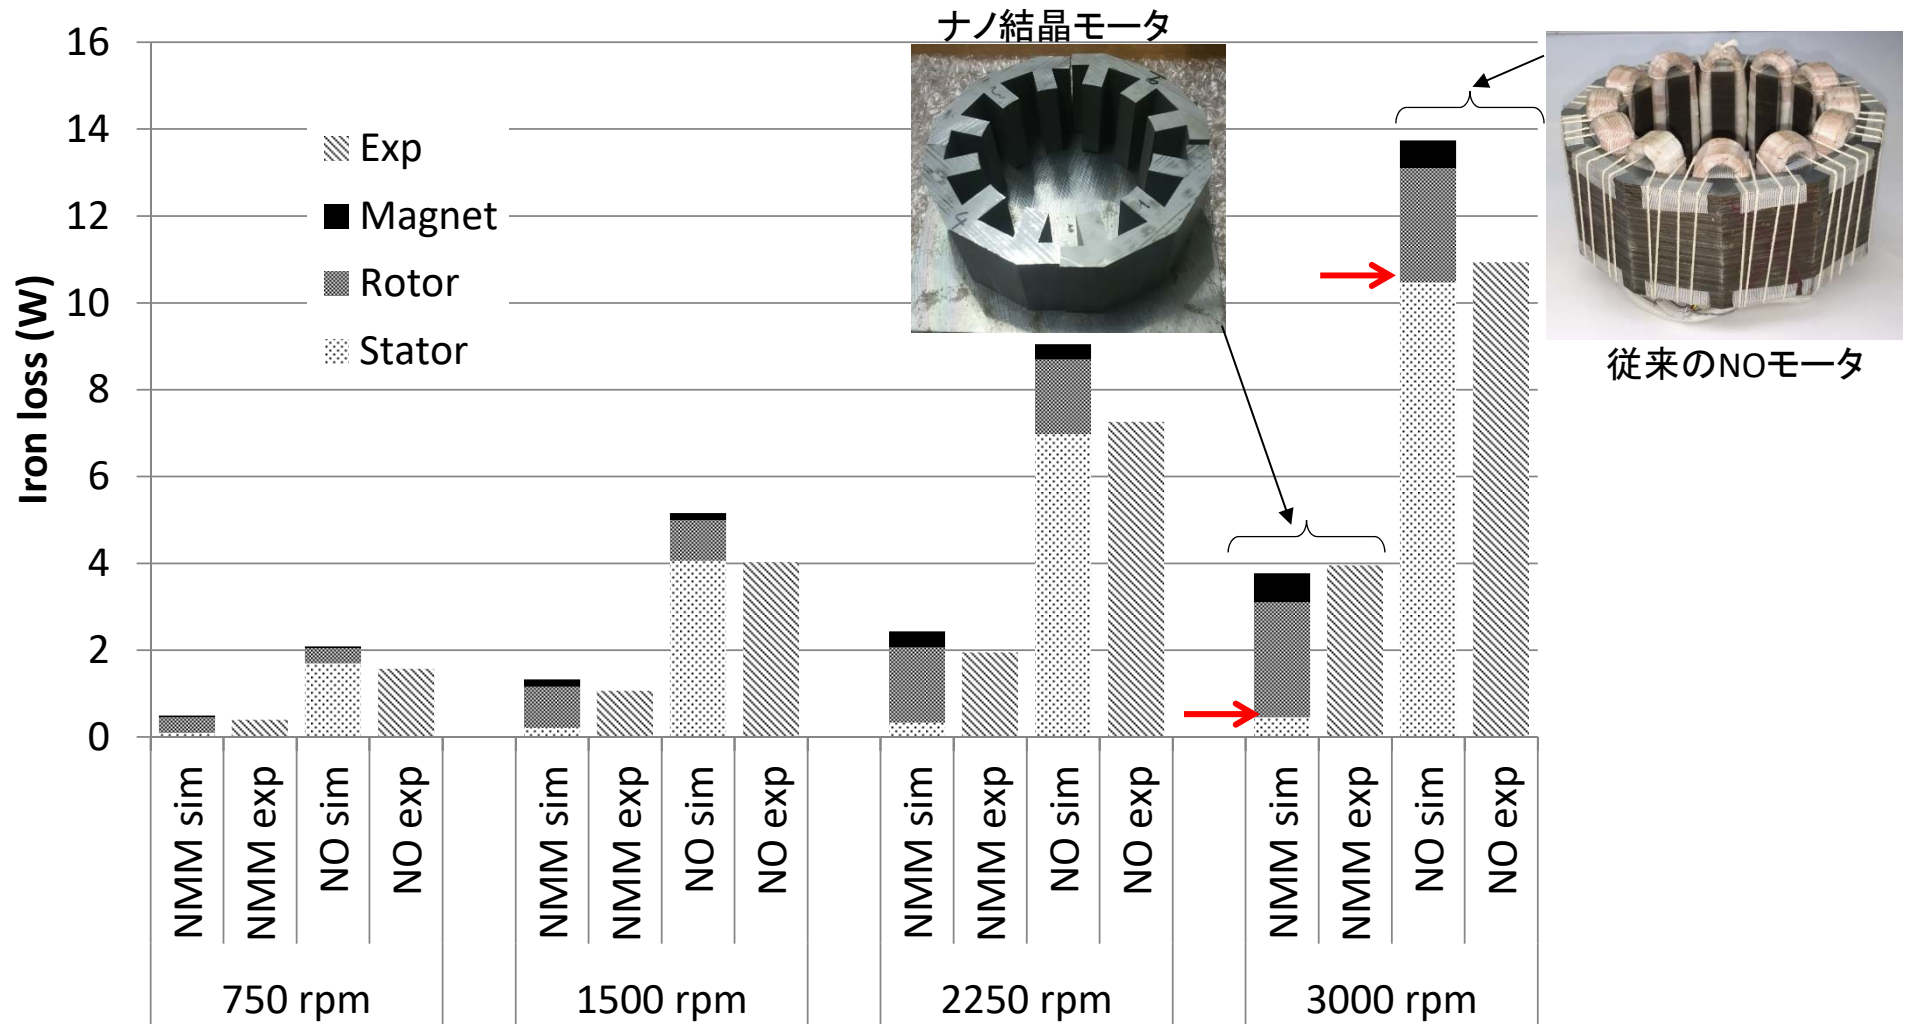 ナノ結晶モータ
16
14
12
10
8
6
4
2
0
Iron loss (W)
Exp
Magnet
Rotor
Stator
従来のNOモータ
NMM sim
NMM exp
NO sim
NO exp
NMM sim
NMM exp
NO sim
NO exp
NMM sim
NMM exp
NO sim
NO exp
NMM sim
NMM exp
NO sim
NO exp
750 rpm
1500 rpm
2250 rpm
3000 rpm